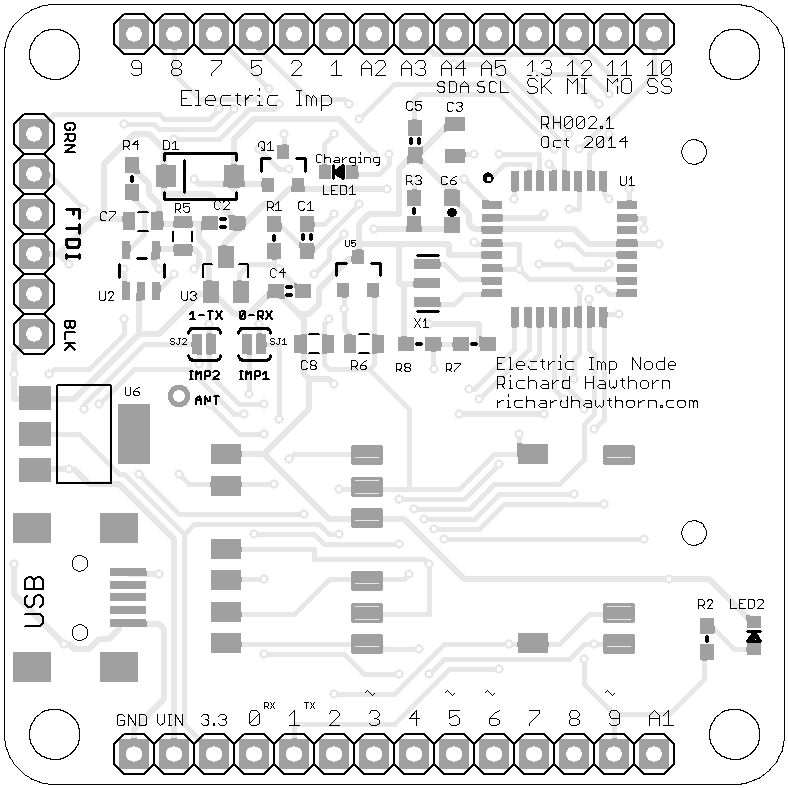 9 8 7 5 2 1 A2 A3 A4 A5 13 12 11 10
SDA SCL SK MI MO SS
Electric Imp
C5 C3
RH002.1
Oct 2014
GRN
FTDI
BLK
R4 D1 Q1
Charging
LED1
R3 C6 U1
C7 R5 C2 R1 C1
U5
U2 U3 C4
X1
1-TX 0-RX
SJ2 SJ1
IMP2 IMP1
C8 R6 R8 R7
Electric Imp Node
Richard Hawthorn
richardhawthorn.com
U6
ANT
USB
R2 LED2
RX TX ~ ~ ~ ~
GND VIN 3.3 0 1 2 3 4 5 6 7 8 9 A1